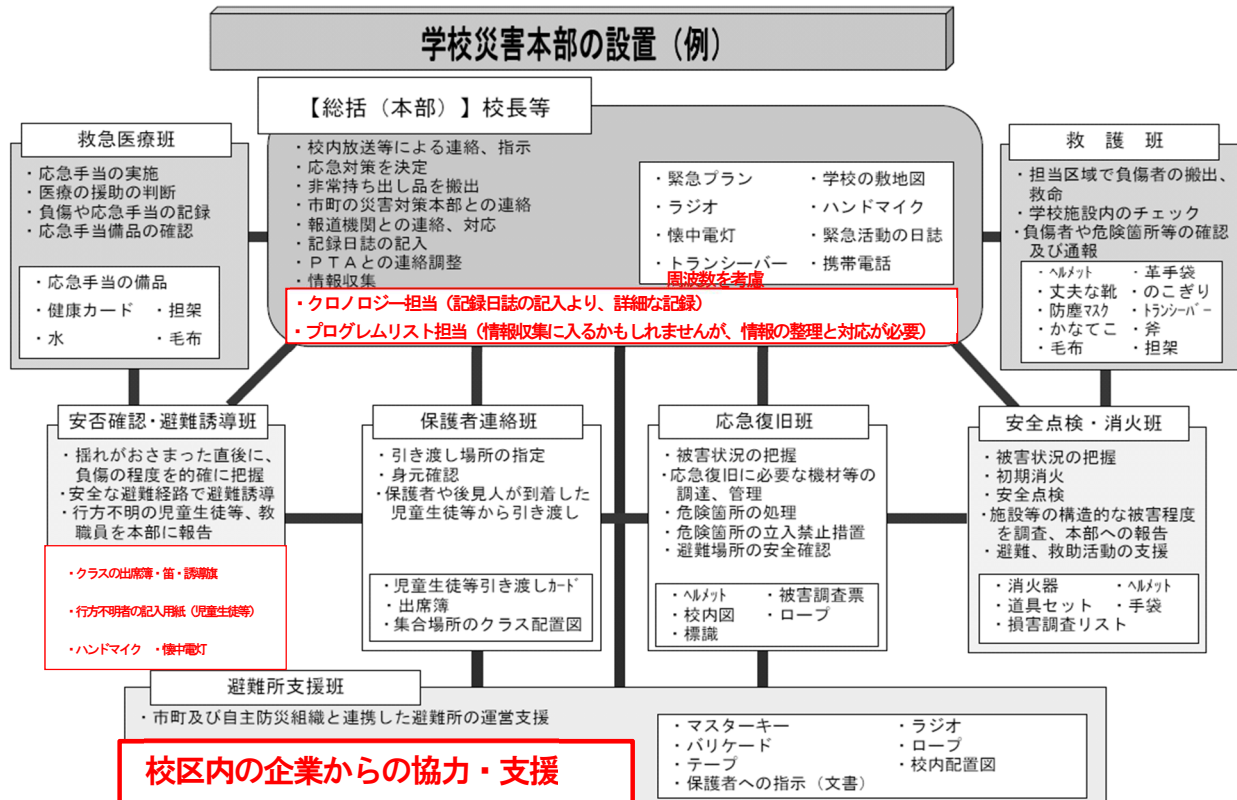 学校災害本部の設置（例）
【総括（本部）】校長等
・校内放送等による連絡、指示
・応急対策を決定
・非常持ち出し品を搬出
・市町の災害対策本部との連絡
・報道機関との連絡、対応
・記録日誌の記入
・ＰＴＡとの連絡調整
・情報収集
・緊急プラン ・学校の敷地図
・ラジオ ・ハンドマイク
・懐中電灯 ・緊急活動の日誌
・トランシーバー ・携帯電話
周波数を考慮
・クロノロジー担当（記録日誌の記入より、詳細な記録）
・プログレムリスト担当（情報収集に入るかもしれませんが、情報の整理と対応が必要）
救急医療班
・応急手当の実施
・医療の援助の判断
・負傷や応急手当の記録
・応急手当備品の確認
・応急手当の備品
・健康カード ・担架
・水 ・毛布
救 護 班
・担当区域で負傷者の搬出、
救命
・学校施設内のチェック
・負傷者や危険箇所等の確認
及び通報
・ﾍﾙﾒｯﾄ ・革手袋
・丈夫な靴 ・のこぎり
・防塵ﾏｽｸ ・ﾄﾗﾝｼｰﾊﾞｰ
・かなてこ ・斧
・毛布 ・担架
安否確認・避難誘導班
・揺れがおさまった直後に、
負傷の程度を的確に把握
・安全な避難経路で避難誘導
・行方不明の児童生徒等、教
職員を本部に報告
・クラスの出席簿・笛・誘導旗
・行方不明者の記入用紙（児童生徒等）
・ハンドマイク ・懐中電灯
保護者連絡班
・引き渡し場所の指定
・身元確認
・保護者や後見人が到着した
児童生徒等から引き渡し
・児童生徒等引き渡しｶｰﾄﾞ
・出席簿
・集合場所のクラス配置図
応急復旧班
・被害状況の把握
・応急復旧に必要な機材等の
調達、管理
・危険箇所の処理
・危険箇所の立入禁止措置
・避難場所の安全確認
・ﾍﾙﾒｯﾄ ・被害調査票
・校内図 ・ロープ
・標識
安全点検・消火班
・被害状況の把握
・初期消火
・安全点検
・施設等の構造的な被害程度
を調査、本部への報告
・避難、救助活動の支援
・消火器 ・ﾍﾙﾒｯﾄ
・道具セット ・手袋
・損害調査リスト
避難所支援班
・市町及び自主防災組織と連携した避難所の運営支援
校区内の企業からの協力・支援
・マスターキー ・ラジオ
・バリケード ・ロープ
・テープ ・校内配置図
・保護者への指示（文書）